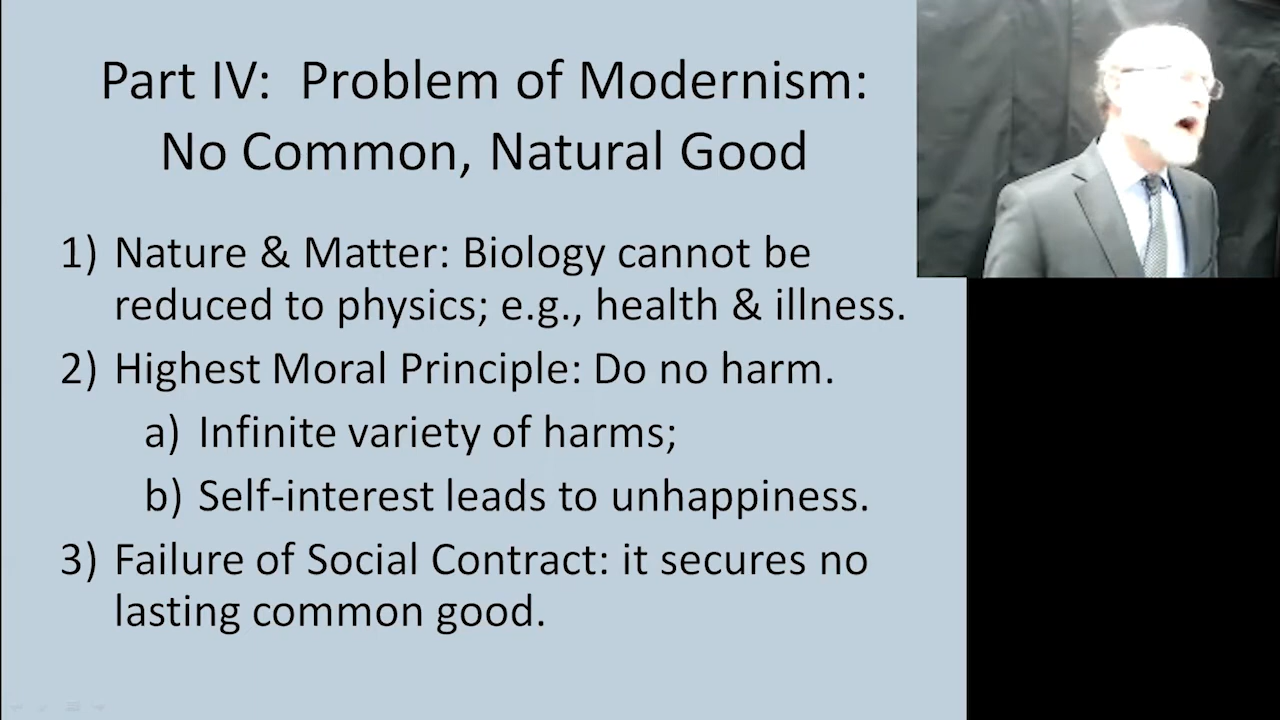 Part IV:  Problem of Modernism:
No Common, Natural Good
1) Nature & Matter: Biology cannot be
reduced to physics; e.g., health & illness.
2) Highest Moral Principle: Do no harm.
a) Infinite variety of harms;
b) Self-interest leads to unhappiness.
3) Failure of Social Contract: it secures no
lasting common good.